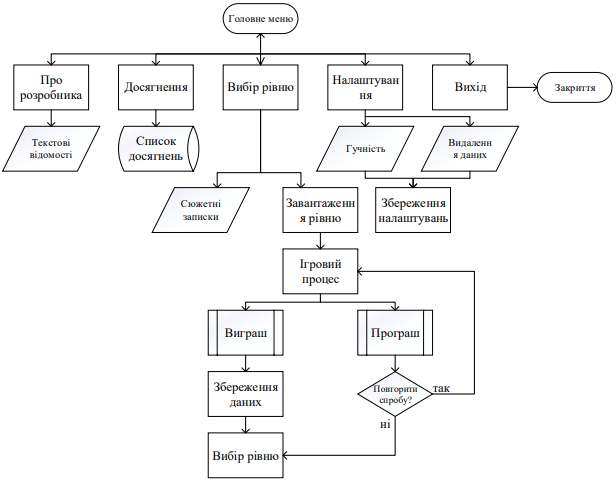 Головне меню
Про
розробника
Досягнення
Вибір рівню
Налаштуван
ня
Вихід
Закриття
Текстові
відомості
Список
досягнень
Гучність
Видаленн
я даних
Сюжетні
записки
Завантаженн
я рівню
Збереження
налаштувань
Ігровий
процес
Виграш
Програш
Збереження
даних
Повторити
спробу?
так
ні
Вибір рівню